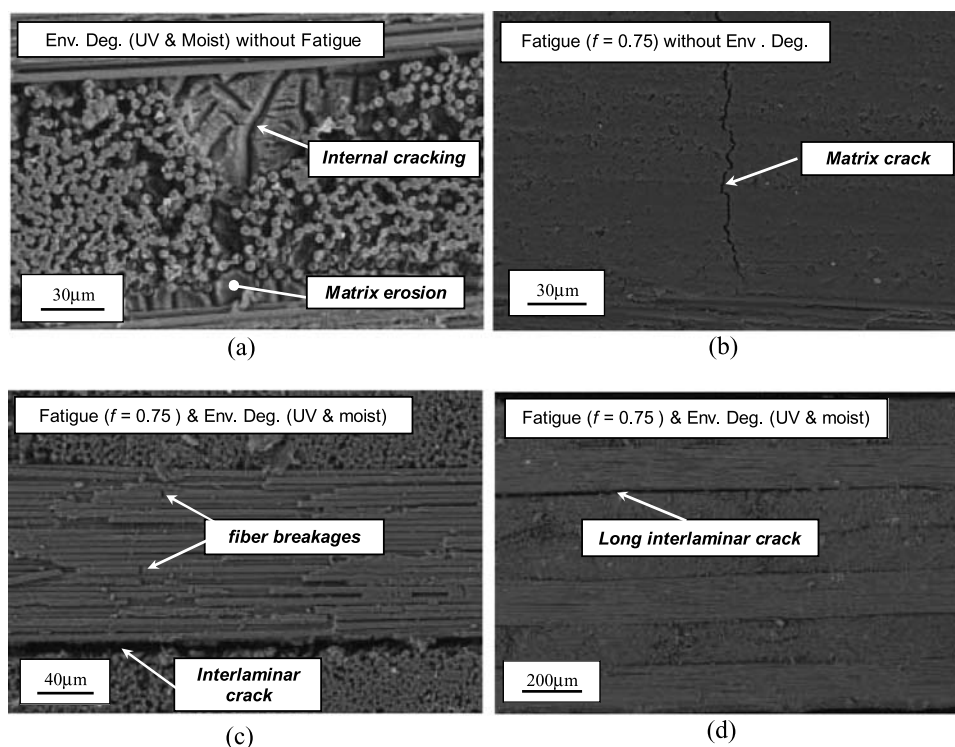 Env. Deg. (UV & Moist) without Fatigue
Internal cracking
Matrix erosion
30µm
(a)
Fatigue (f = 0.75) without Env . Deg.
Matrix crack
30µm
(b)
Fatigue (f = 0.75 ) & Env. Deg. (UV & moist)
fiber breakages
Interlaminar
crack
40µm
(c)
Fatigue (f = 0.75 ) & Env. Deg. (UV & moist)
Long interlaminar crack
200µm
(d)